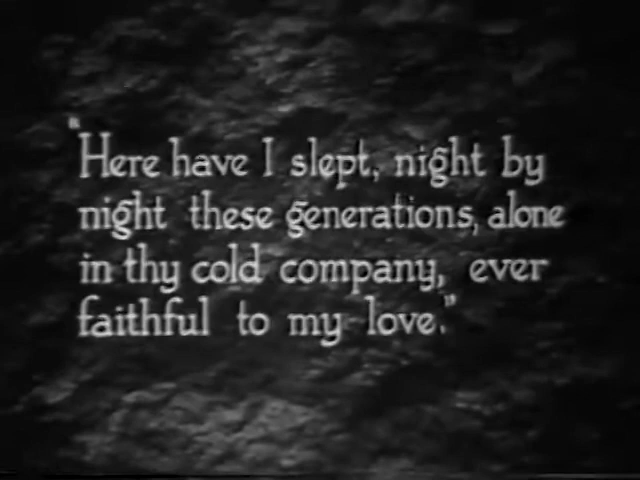 "Here have I slept, night by
night these generations, alone
in thy cold company, ever
faithful to my love."